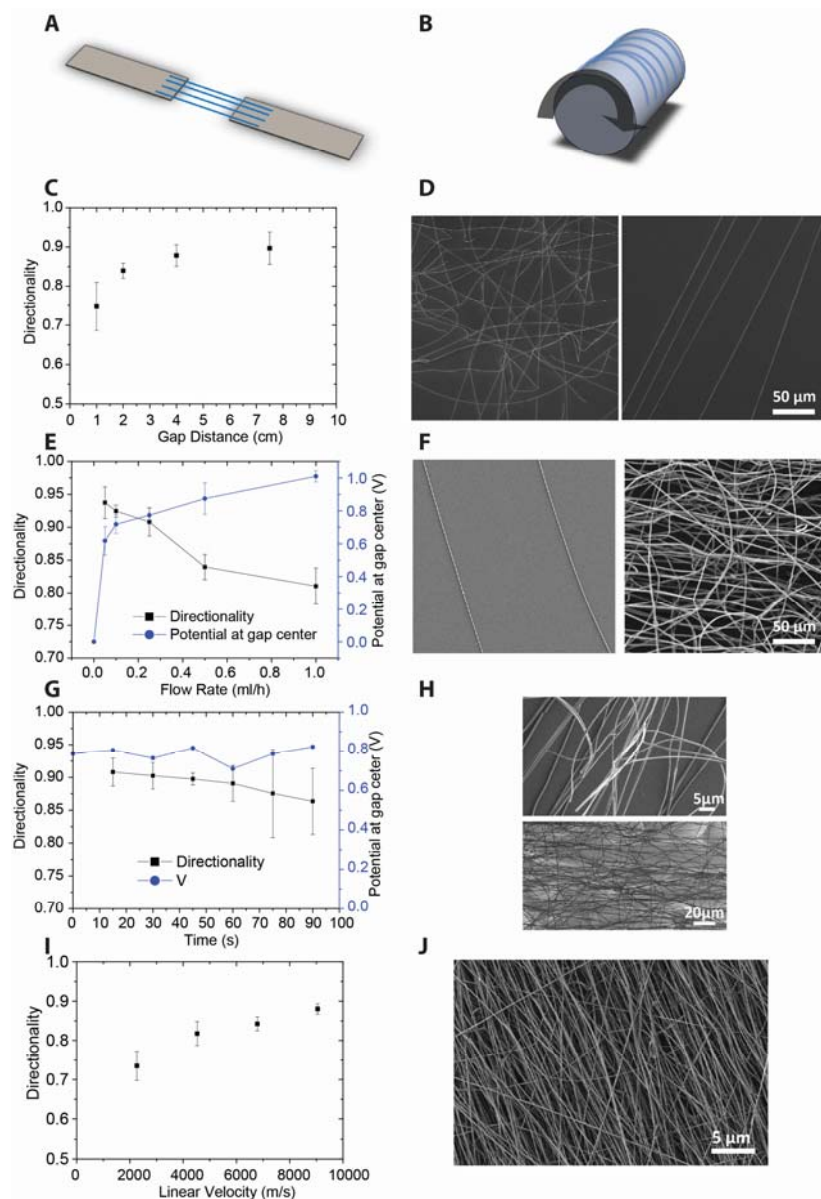 A
B
C
Directionality
1.0
0.9
0.8
0.7
0.6
0.5
0 1 2 3 4 5 6 7 8 9 10
Gap Distance (cm)
D
50 µm
E
Directionality
1.00
0.95
0.90
0.85
0.80
0.75
0.70
Directionality
Potential at gap center
1.0
0.8
0.6
0.4
0.2
0.0
Potential at gap center (V)
0.0 0.2 0.4 0.6 0.8 1.0
Flow Rate (ml/h)
F
50 µm
G
Directionality
1.00
0.95
0.90
0.85
0.80
0.75
0.70
Directionality
V
1.0
0.8
0.6
0.4
0.2
0.0
Potential at gap ceter (V)
0 10 20 30 40 50 60 70 80 90 100
Time (s)
H
5µm
20µm
I
Directionality
1.0
0.9
0.8
0.7
0.6
0.5
0 2000 4000 6000 8000 10000
Linear Velocity (m/s)
J
5 µm